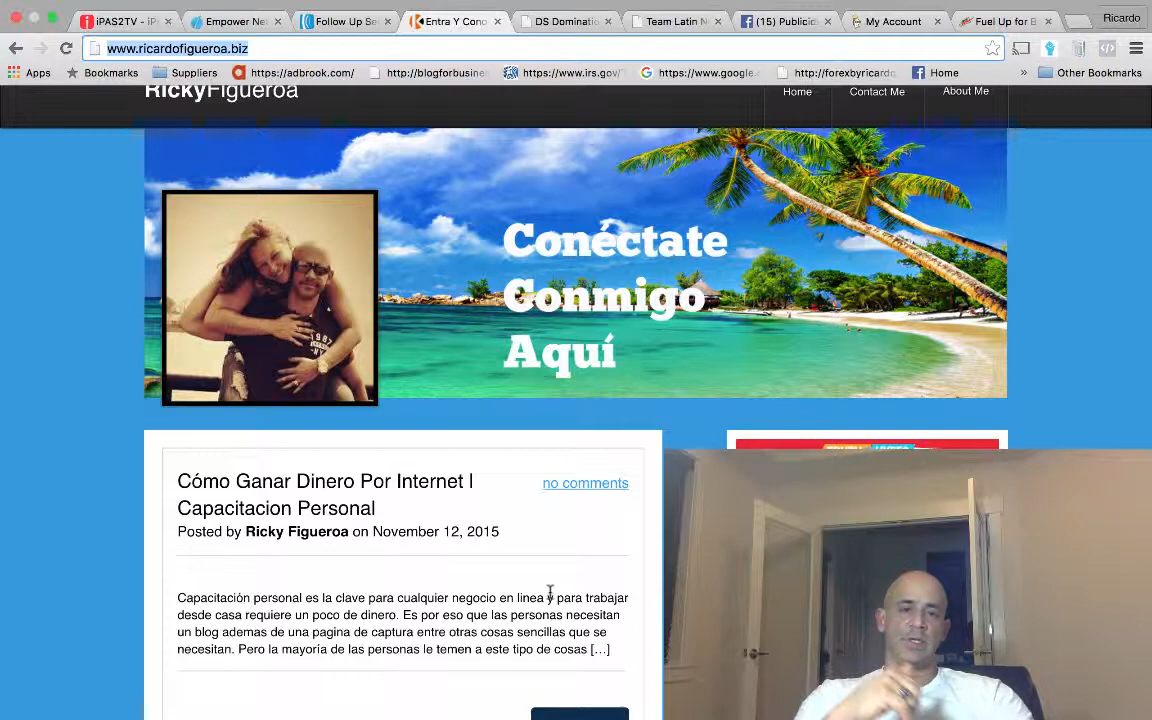 iPAS2TV - iP
Empower Ne
Follow Up Se
Entra Y Cono
DS Dominatio
Team Latin N
(15) Publicid
My Account
Fuel Up for B
Ricardo
www.ricardofigueroa.biz
Apps
Bookmarks
Suppliers
https://adbrook.com/
http://blogforbusine
https://www.irs.gov/
https://www.google.
http://forexbyricardo
Home
»
Other Bookmarks
RickyFigueroa
Home
Contact Me
About Me
Conéctate
Conmigo
Aquí
Cómo Ganar Dinero Por Internet |
Capacitacion Personal
no comments
Posted by Ricky Figueroa on November 12, 2015
Capacitación personal es la clave para cualquier negocio en linea y para trabajar
desde casa requiere un poco de dinero. Es por eso que las personas necesitan
un blog ademas de una pagina de captura entre otras cosas sencillas que se
necesitan. Pero la mayoría de las personas le temen a este tipo de cosas [...]